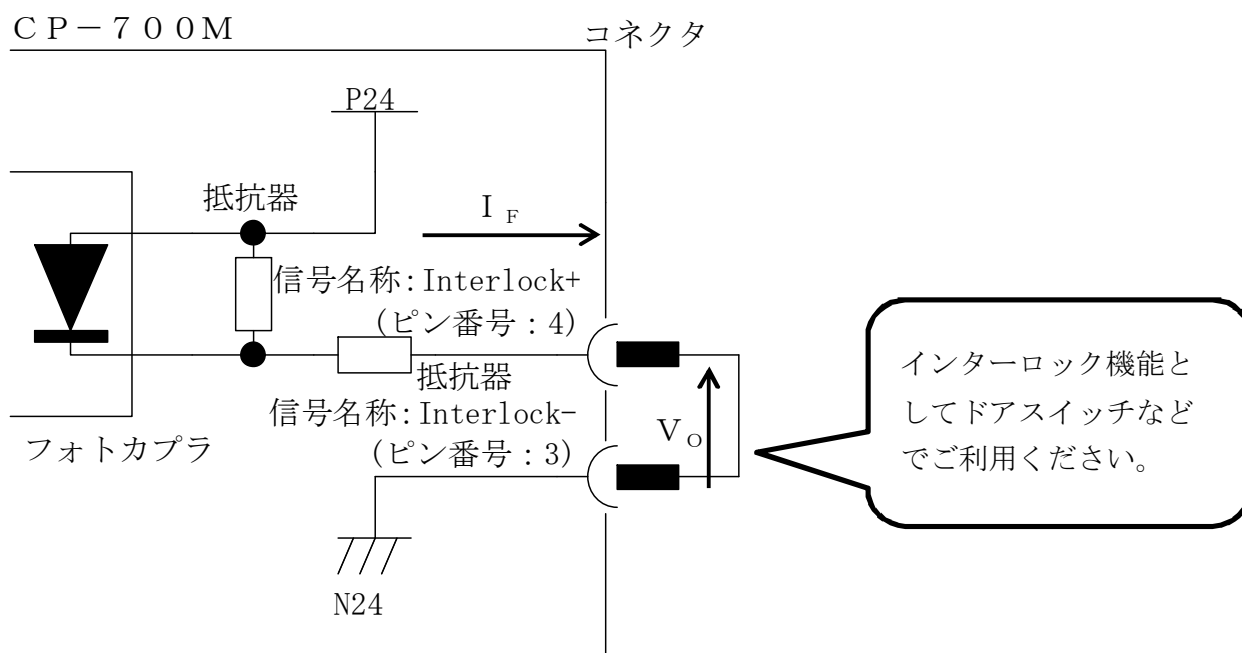 CP-700M
コネクタ
P24
抵抗器
I F
信号名称:Interlock+
(ピン番号:4)
抵抗器
信号名称:Interlock-
(ピン番号:3)
フォトカプラ
VO
N24
インターロック機能と
してドアスイッチなど
でご利用ください。